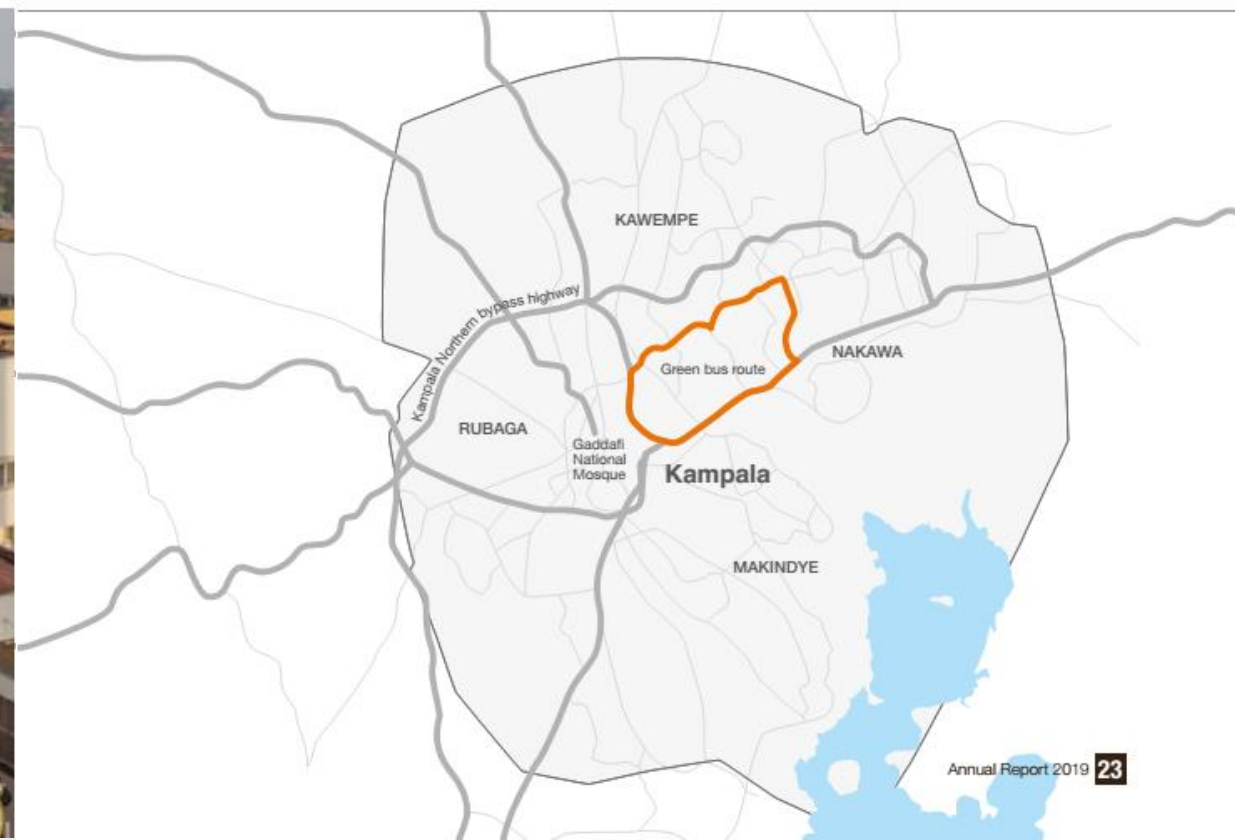 KAWEMPE
Kampala Northern bypass highway
Green bus route
NAKAWA
RUBAGA
Gaddafi
National
Mosque
Kampala
MAKINDYE
Annual Report 2019 23